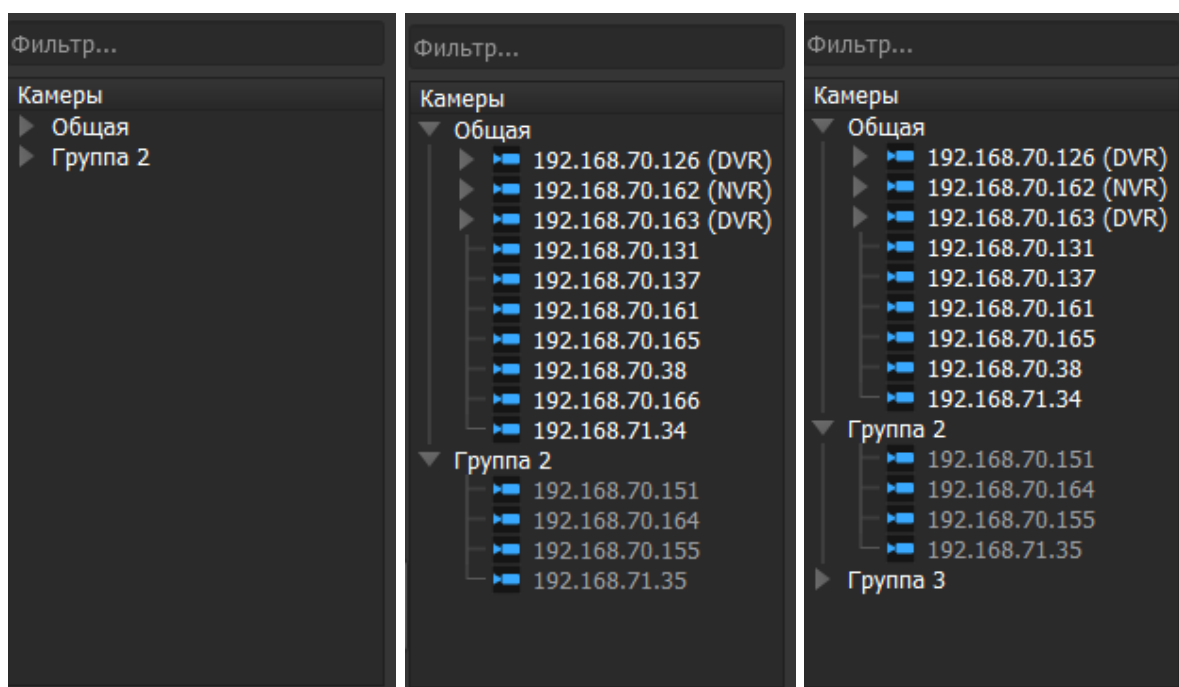 Фильтр...
Камеры
Общая
Группа 2
Фильтр...
Камеры
Общая
192.168.70.126 (DVR)
192.168.70.162 (NVR)
192.168.70.163 (DVR)
192.168.70.131
192.168.70.137
192.168.70.161
192.168.70.165
192.168.70.38
192.168.70.166
192.168.71.34
Группа 2
192.168.70.151
192.168.70.164
192.168.70.155
192.168.71.35
Фильтр...
Камеры
Общая
192.168.70.126 (DVR)
192.168.70.162 (NVR)
192.168.70.163 (DVR)
192.168.70.131
192.168.70.137
192.168.70.161
192.168.70.165
192.168.70.38
192.168.71.34
Группа 2
192.168.70.151
192.168.70.164
192.168.70.155
192.168.71.35
Группа 3